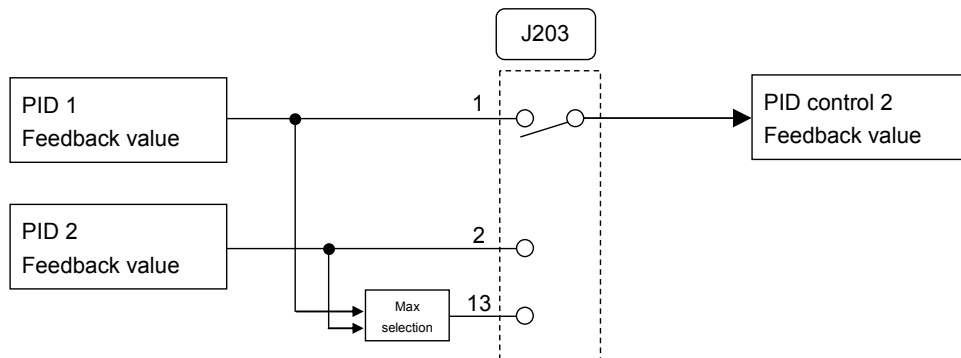 J203
PID 1
Feedback value
1
PID control 2
Feedback value
PID 2
Feedback value
2
Max
selection
13